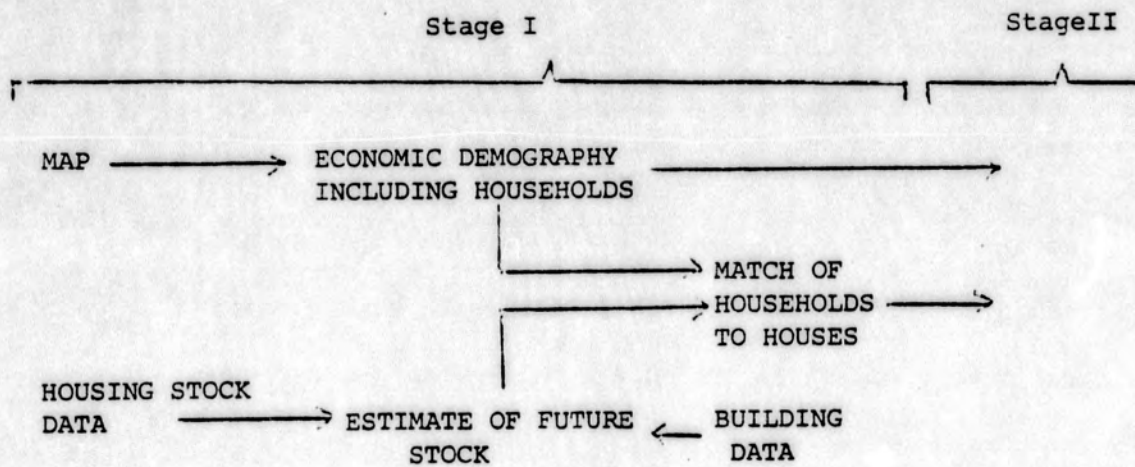 Stage I StageII
MAP ECONOMIC DEMOGRAPHY
INCLUDING HOUSEHOLDS
MATCH OF
HOUSEHOLDS
TO HOUSES
HOUSING STOCK
DATA
ESTIMATE OF FUTURE
STOCK
BUILDING
DATA